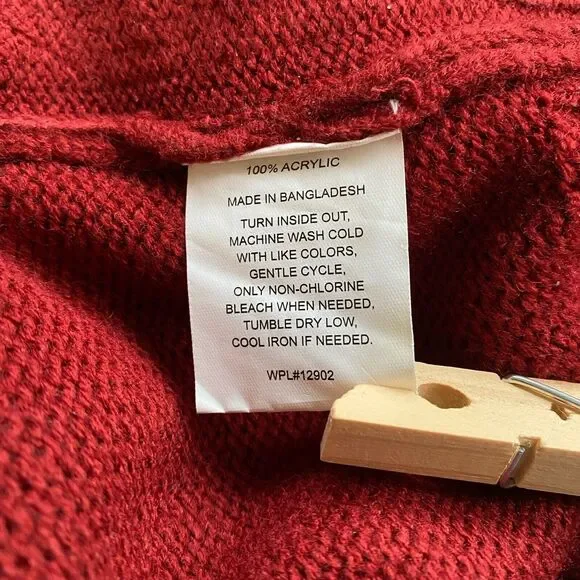 100% ACRYLIC
MADE IN BANGLADESH
TURN INSIDE OUT,
MACHINE WASH COLD
WITH LIKE COLORS,
GENTLE CYCLE,
ONLY NON-CHLORINE
BLEACH WHEN NEEDED,
TUMBLE DRY LOW,
COOL IRON IF NEEDED.
WPL#12902